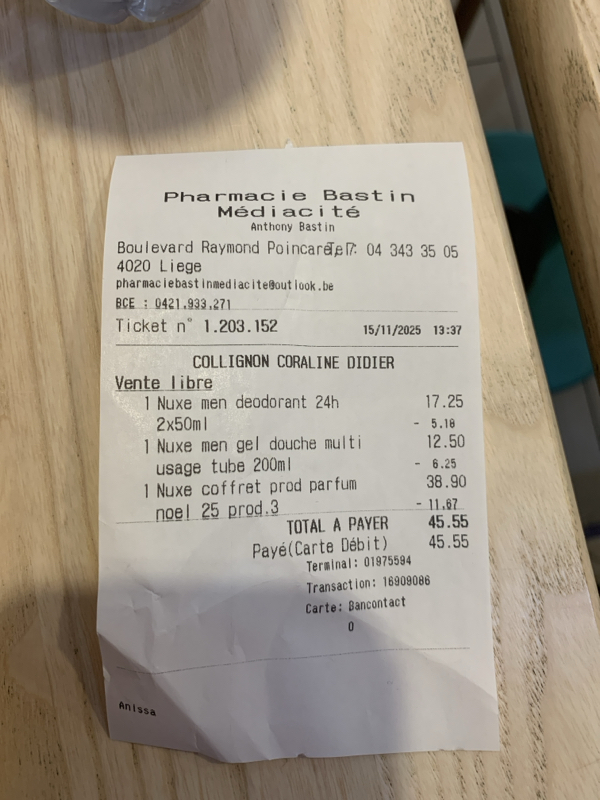 Pharmacie Bastin
Médiacité
Anthony Bastin
Boulevard Raymond Poincaré, 7 Tel: 04 343 35 05
4020 Liege
pharmaciebastinmediacite@outlook.be
BCE : 0421.933.271
Ticket n° 1.203.152 15/11/2025 13:37
COLLIGNON CORALINE DIDIER
Vente libre
1 Nuxe men deodorant 24h 17.25
2x50ml - 5.18
1 Nuxe men gel douche multi 12.50
usage tube 200ml - 6.25
1 Nuxe coffret prod parfum 38.90
noel 25 prod.3 - 11.67
TOTAL A PAYER 45.55
Payé(Carte Débit) 45.55
Terminal: 01975594
Transaction: 16909086
Carte: Bancontact
0
Anissa